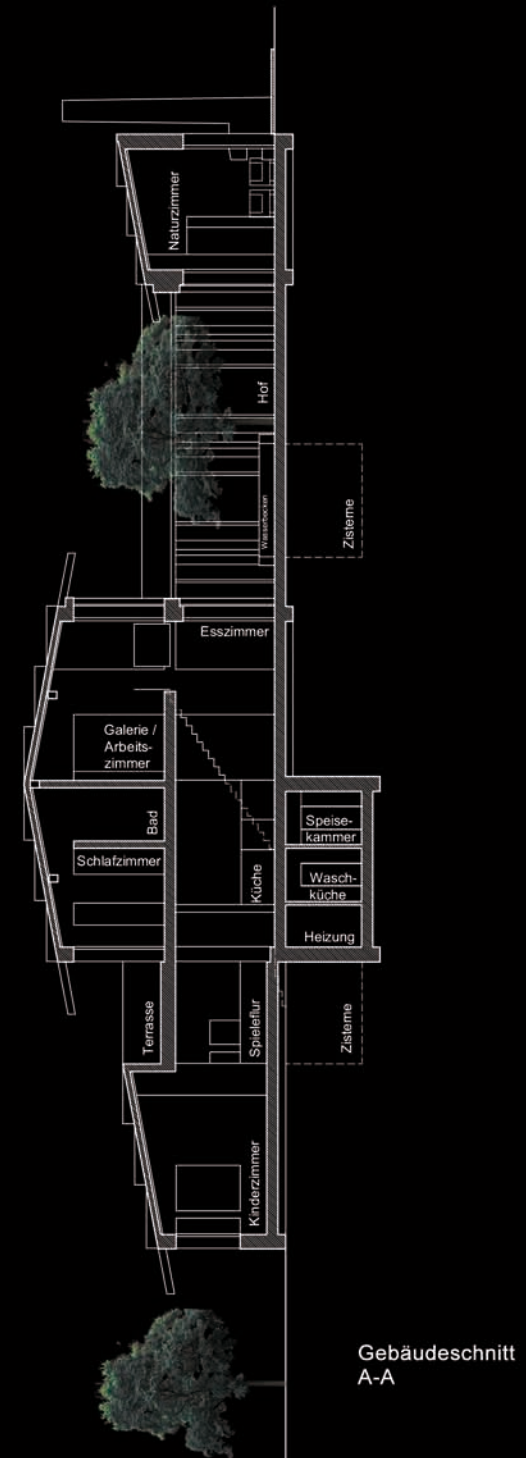 Naturzimmer
Hof
Wasserbecken
Zisterne
Esszimmer
Galerie /
Arbeits-
zimmer
Bad
Schlafzimmer
Küche
Speise-
kammer
Wasch-
küche
Heizung
Terrasse
Spieleflur
Zisterne
Kinderzimmer
Gebäudeschnitt
A-A